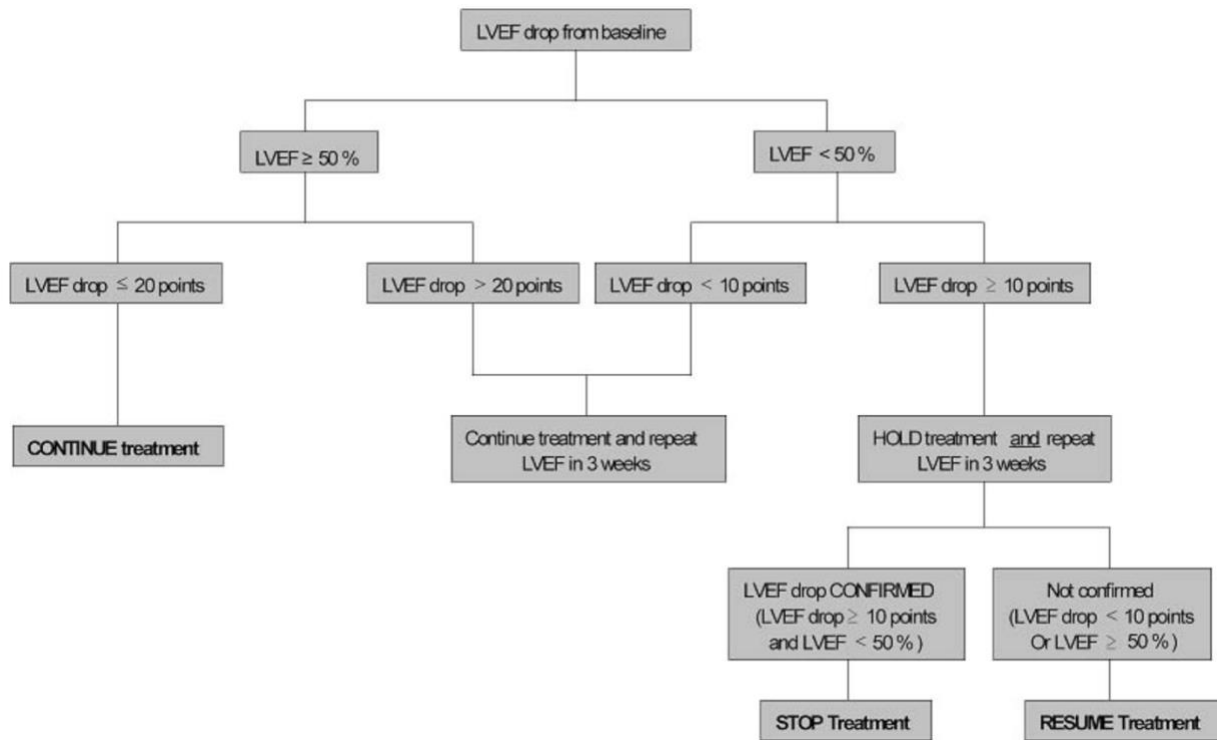 LVEF drop from baseline
LVEF ≥ 50 %
LVEF < 50 %
LVEF drop ≤ 20 points
LVEF drop > 20 points
LVEF drop < 10 points
LVEF drop ≥ 10 points
CONTINUE treatment
Continue treatment and repeat
LVEF in 3 weeks
HOLD treatment and repeat
LVEF in 3 weeks
LVEF drop CONFIRMED
(LVEF drop ≥ 10 points
and LVEF < 50 % )
Not confirmed
(LVEF drop < 10 points
Or LVEF ≥ 50 % )
STOP Treatment
RESUME Treatment